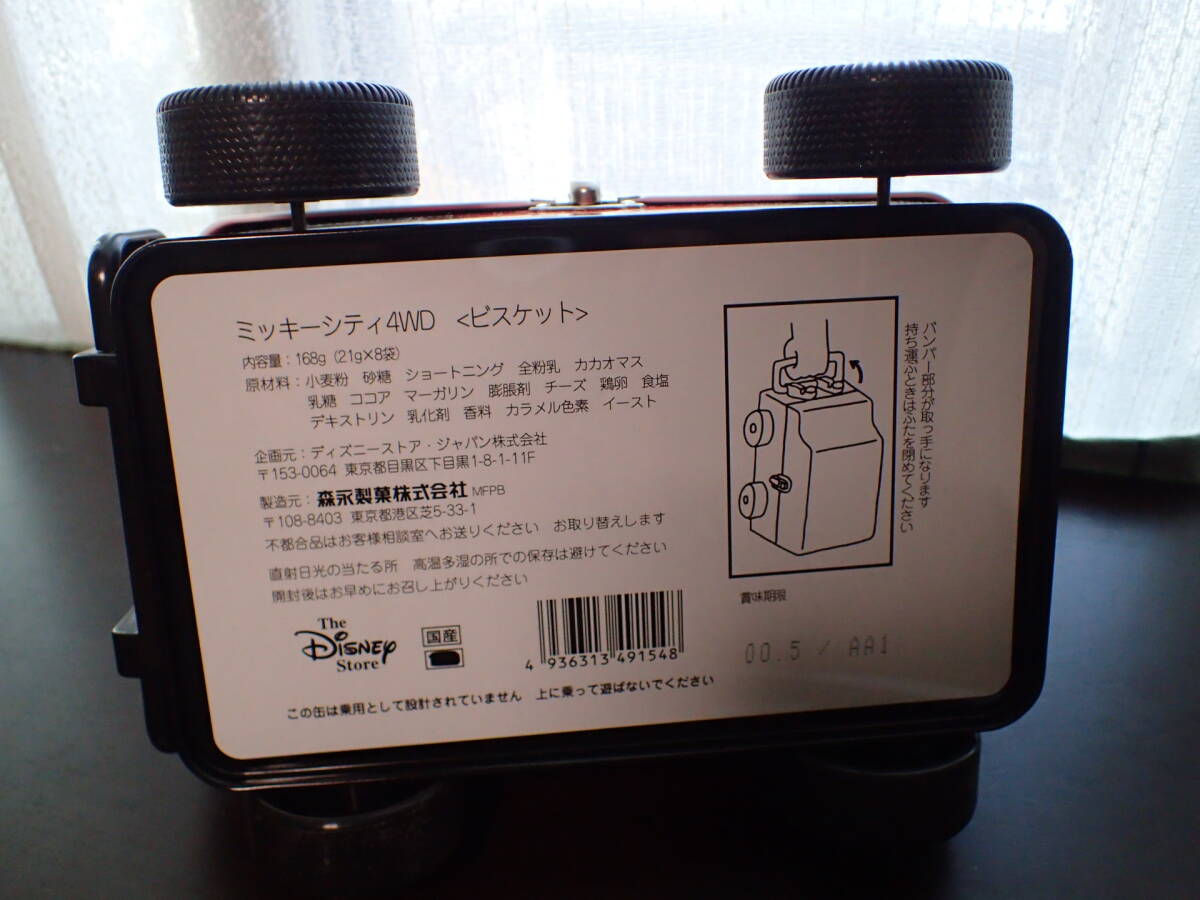 ミッキーシティ4WD <ビスケット>
内容量：168g (21g×8袋)
原材料：小麦粉 砂糖 ショートニング 全粉乳 カカオマス
乳糖 ココア マーガリン 膨脹剤 チーズ 鶏卵 食塩
デキストリン 乳化剤 香料 カラメル色素 イースト
企画元：ディズニーストア・ジャパン株式会社
〒153-0064 東京都目黒区下目黒1-8-1-11F
製造元：森永製菓株式会社 MFPB
〒108-8403 東京都港区芝5-33-1
不都合品はお客様相談室へお送りください お取り替えします
直射日光の当たる所 高温多湿の所での保存は避けてください
開封後はお早めにお召し上がりください
The
Disney
Store
国産
4 936313 491548
この缶は乗用として設計されていません 上に乗って遊ばないでください
バンパー部分が取っ手になります
持ち運ぶときはふたを閉めてください
賞味期限
00.5 / AA1